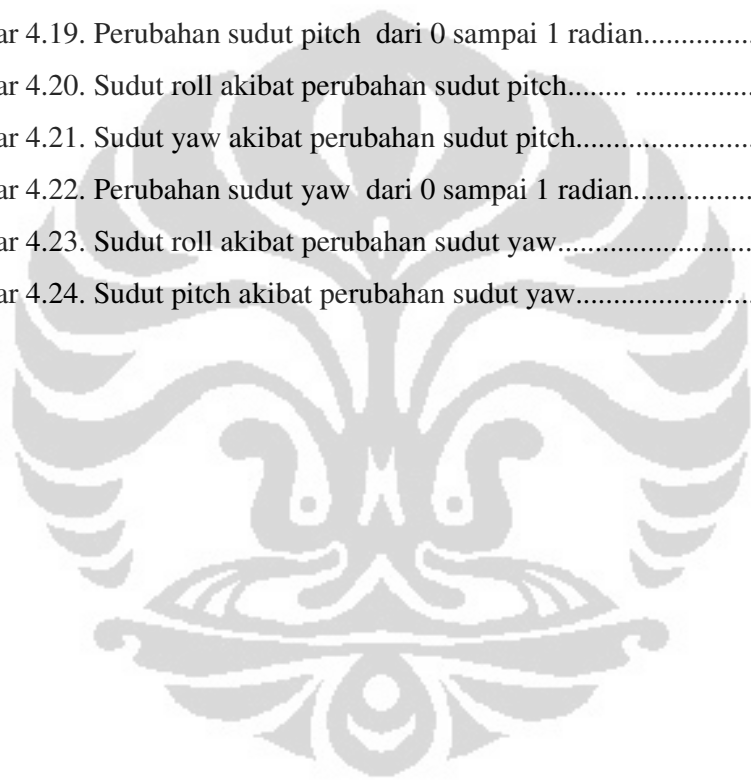 ar 4.19. Perubahan sudut pitch dari 0 sampai 1 radian..............
ar 4.20. Sudut roll akibat perubahan sudut pitch........ ................
ar 4.21. Sudut yaw akibat perubahan sudut pitch.......................
ar 4.22. Perubahan sudut yaw dari 0 sampai 1 radian................
ar 4.23. Sudut roll akibat perubahan sudut yaw..........................
ar 4.24. Sudut pitch akibat perubahan sudut yaw.......................